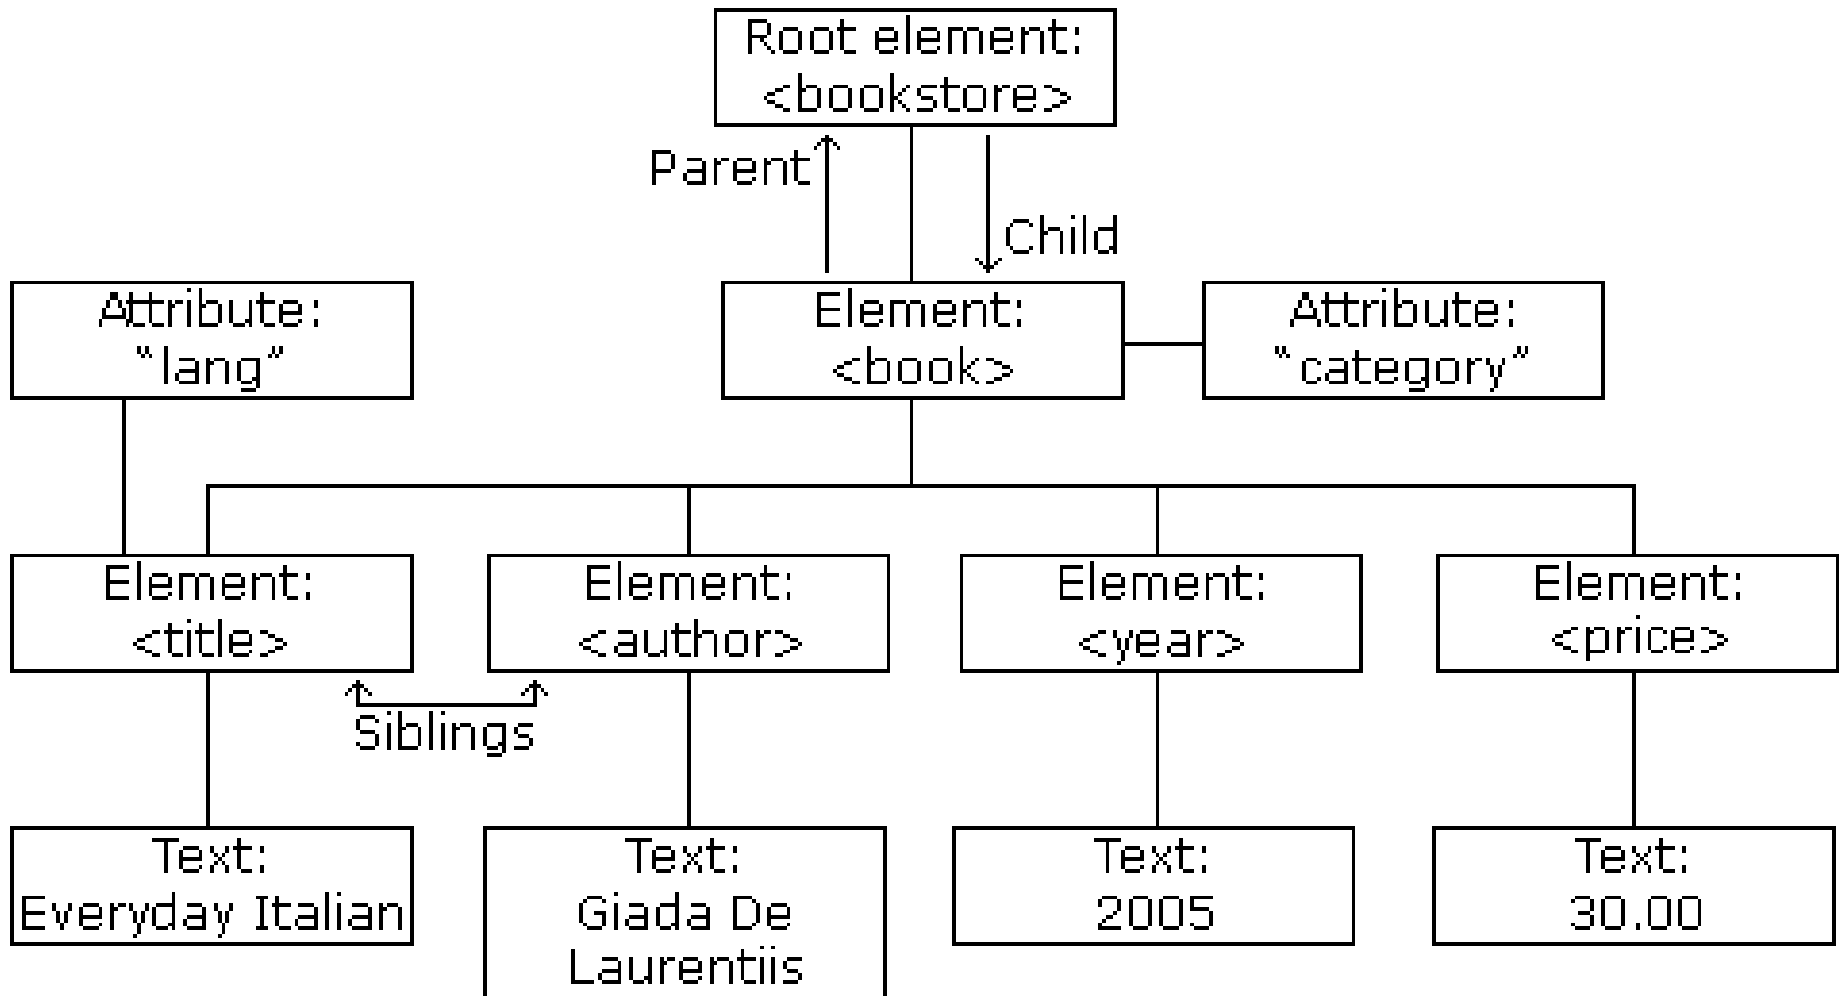 Root element:
<bookstore>
Parent
Child
Attribute:
“lang”
Element:
<book>
Attribute:
“category”
Element:
<title>
Element:
<author>
Element:
<year>
Element:
<price>
Siblings
Text:
Everyday Italian
Text:
Giada De
Laurentiis
Text:
2005
Text:
30.00